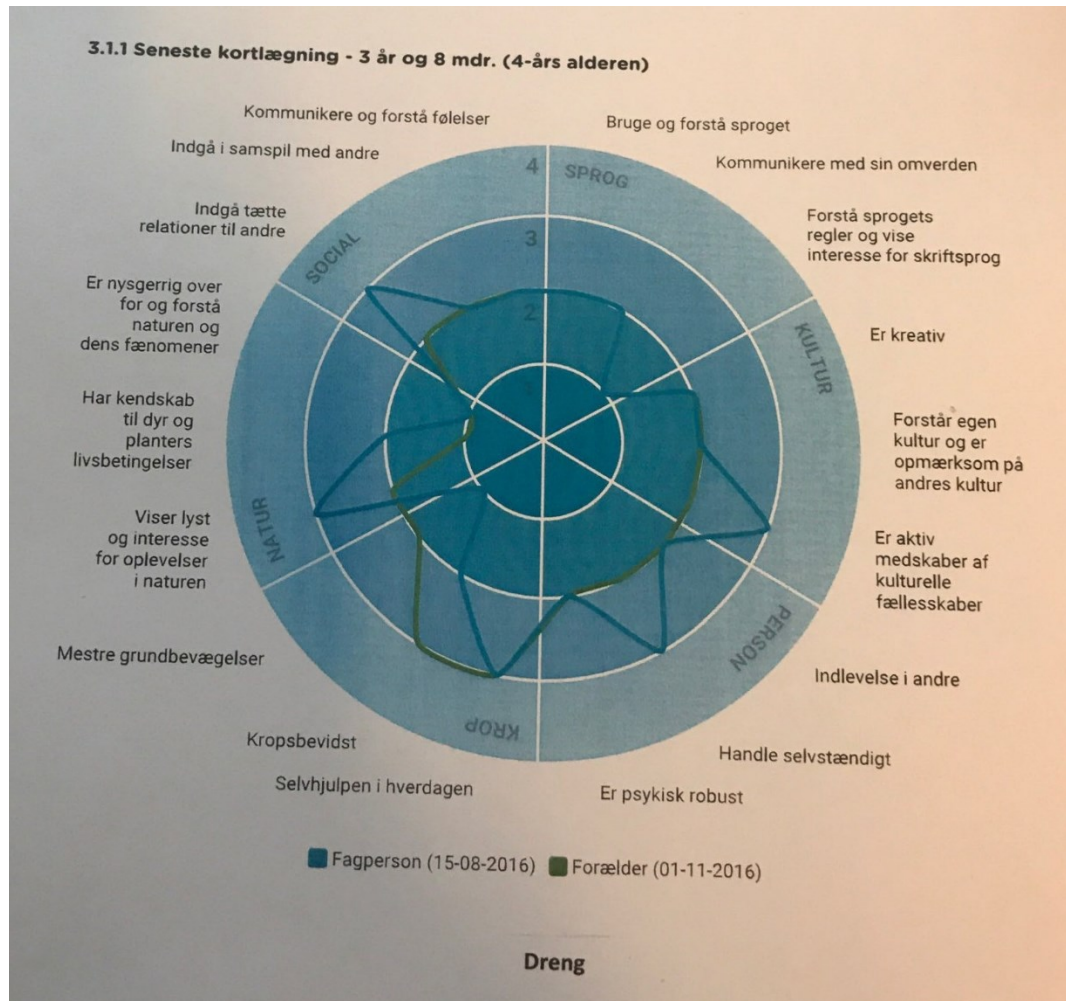 3.1.1 Seneste kortlægning - 3 år og 8 mdr. (4-års alderen)
Kommunikere og forstå følelser
Bruge og forstå sproget
Indgå i samspil med andre
Kommunikere med sin omverden
Indgå tætte
relationer til andre
Forstå sprogets
regler og vise
interesse for skriftsprog
Er nysgerrig over
for og forstå
naturen og
dens fænomener
Er kreativ
Har kendskab
til dyr og
planters
livsbetingelser
Forstår egen
kultur og er
opmærksom på
andres kultur
Viser lyst
og interesse
for oplevelser
i naturen
Er aktiv
medskaber af
kulturelle
fællesskaber
Mestre grundbevægelser
Indlevelse i andre
Kropsbevidst
Handle selvstændigt
Selvhjulpen i hverdagen
Er psykisk robust
4
3
2
SPROG
KULTUR
PERSON
KROP
NATUR
SOCIAL
Fagperson (15-08-2016)
Forælder (01-11-2016)
Dreng